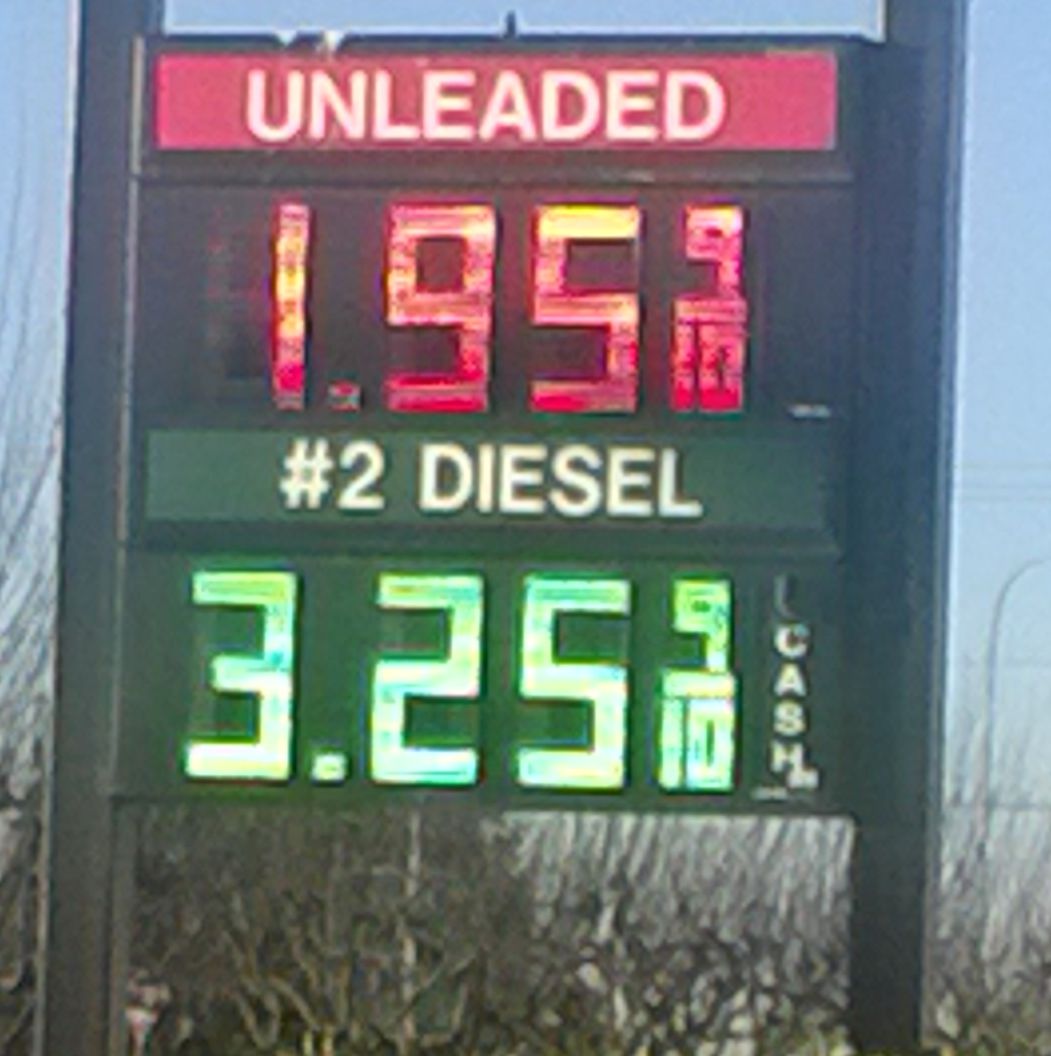 UNLEADED
1.95 9/10
#2 DIESEL
3.25 9/10
CASH